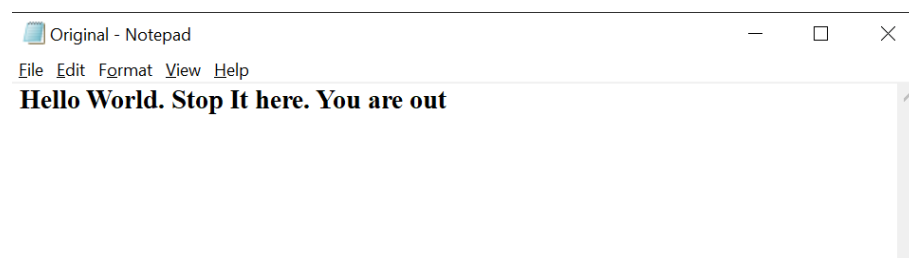 Original - Notepad
File Edit Format View Help
Hello World. Stop It here. You are out